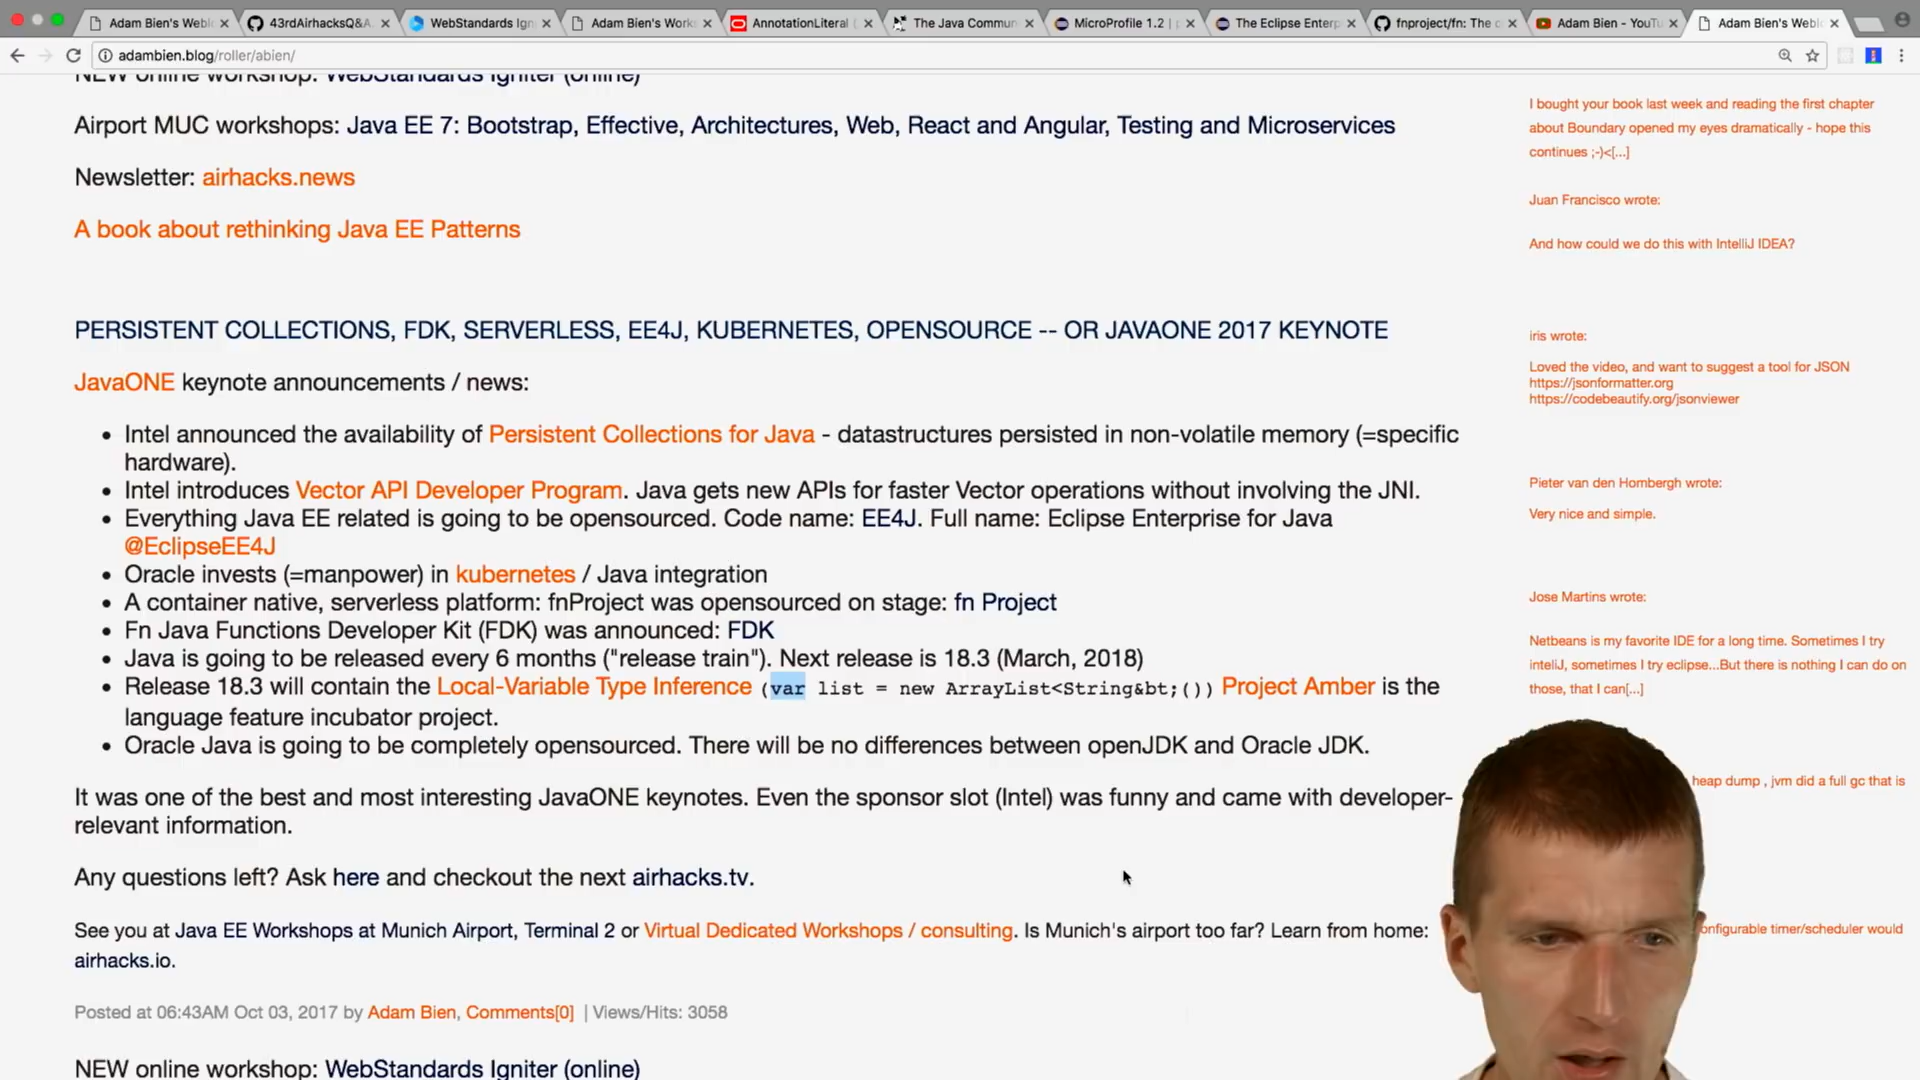 Adam Bien's Weblo
43rdAirhacksQ&A.
WebStandards Igni
Adam Bien's Works
AnnotationLiteral (
The Java Commun
MicroProfile 1.2 | p
The Eclipse Enterp
fnproject/fn: The c
Adam Bien - YouTu
Adam Bien's Weblo
adambien.blog/roller/abien/
NEW online workshop: WebStandards Igniter (online)
Airport MUC workshops: Java EE 7: Bootstrap, Effective, Architectures, Web, React and Angular, Testing and Microservices
Newsletter: airhacks.news
A book about rethinking Java EE Patterns
PERSISTENT COLLECTIONS, FDK, SERVERLESS, EE4J, KUBERNETES, OPENSOURCE -- OR JAVAONE 2017 KEYNOTE
JavaONE keynote announcements / news:
• Intel announced the availability of Persistent Collections for Java - datastructures persisted in non-volatile memory (=specific
hardware).
• Intel introduces Vector API Developer Program. Java gets new APIs for faster Vector operations without involving the JNI.
• Everything Java EE related is going to be opensourced. Code name: EE4J. Full name: Eclipse Enterprise for Java
@EclipseEE4J
• Oracle invests (=manpower) in kubernetes / Java integration
• A container native, serverless platform: fnProject was opensourced on stage: fn Project
• Fn Java Functions Developer Kit (FDK) was announced: FDK
• Java is going to be released every 6 months ("release train"). Next release is 18.3 (March, 2018)
• Release 18.3 will contain the Local-Variable Type Inference (var list = new ArrayList<String&bt;()) Project Amber is the
language feature incubator project.
• Oracle Java is going to be completely opensourced. There will be no differences between openJDK and Oracle JDK.
It was one of the best and most interesting JavaONE keynotes. Even the sponsor slot (Intel) was funny and came with developer-
relevant information.
Any questions left? Ask here and checkout the next airhacks.tv.
See you at Java EE Workshops at Munich Airport, Terminal 2 or Virtual Dedicated Workshops / consulting. Is Munich's airport too far? Learn from home:
airhacks.io.
Posted at 06:43AM Oct 03, 2017 by Adam Bien, Comments[0] | Views/Hits: 3058
NEW online workshop: WebStandards Igniter (online)
I bought your book last week and reading the first chapter
about Boundary opened my eyes dramatically - hope this
continues ;-)<[...]
Juan Francisco wrote:
And how could we do this with IntelliJ IDEA?
iris wrote:
Loved the video, and want to suggest a tool for JSON
https://jsonformatter.org
https://codebeautify.org/jsonviewer
Pieter van den Hombergh wrote:
Very nice and simple.
Jose Martins wrote:
Netbeans is my favorite IDE for a long time. Sometimes I try
inteliJ, sometimes I try eclipse...But there is nothing I can do on
those, that I can[...]
heap dump , jvm did a full gc that is
onfigurable timer/scheduler would